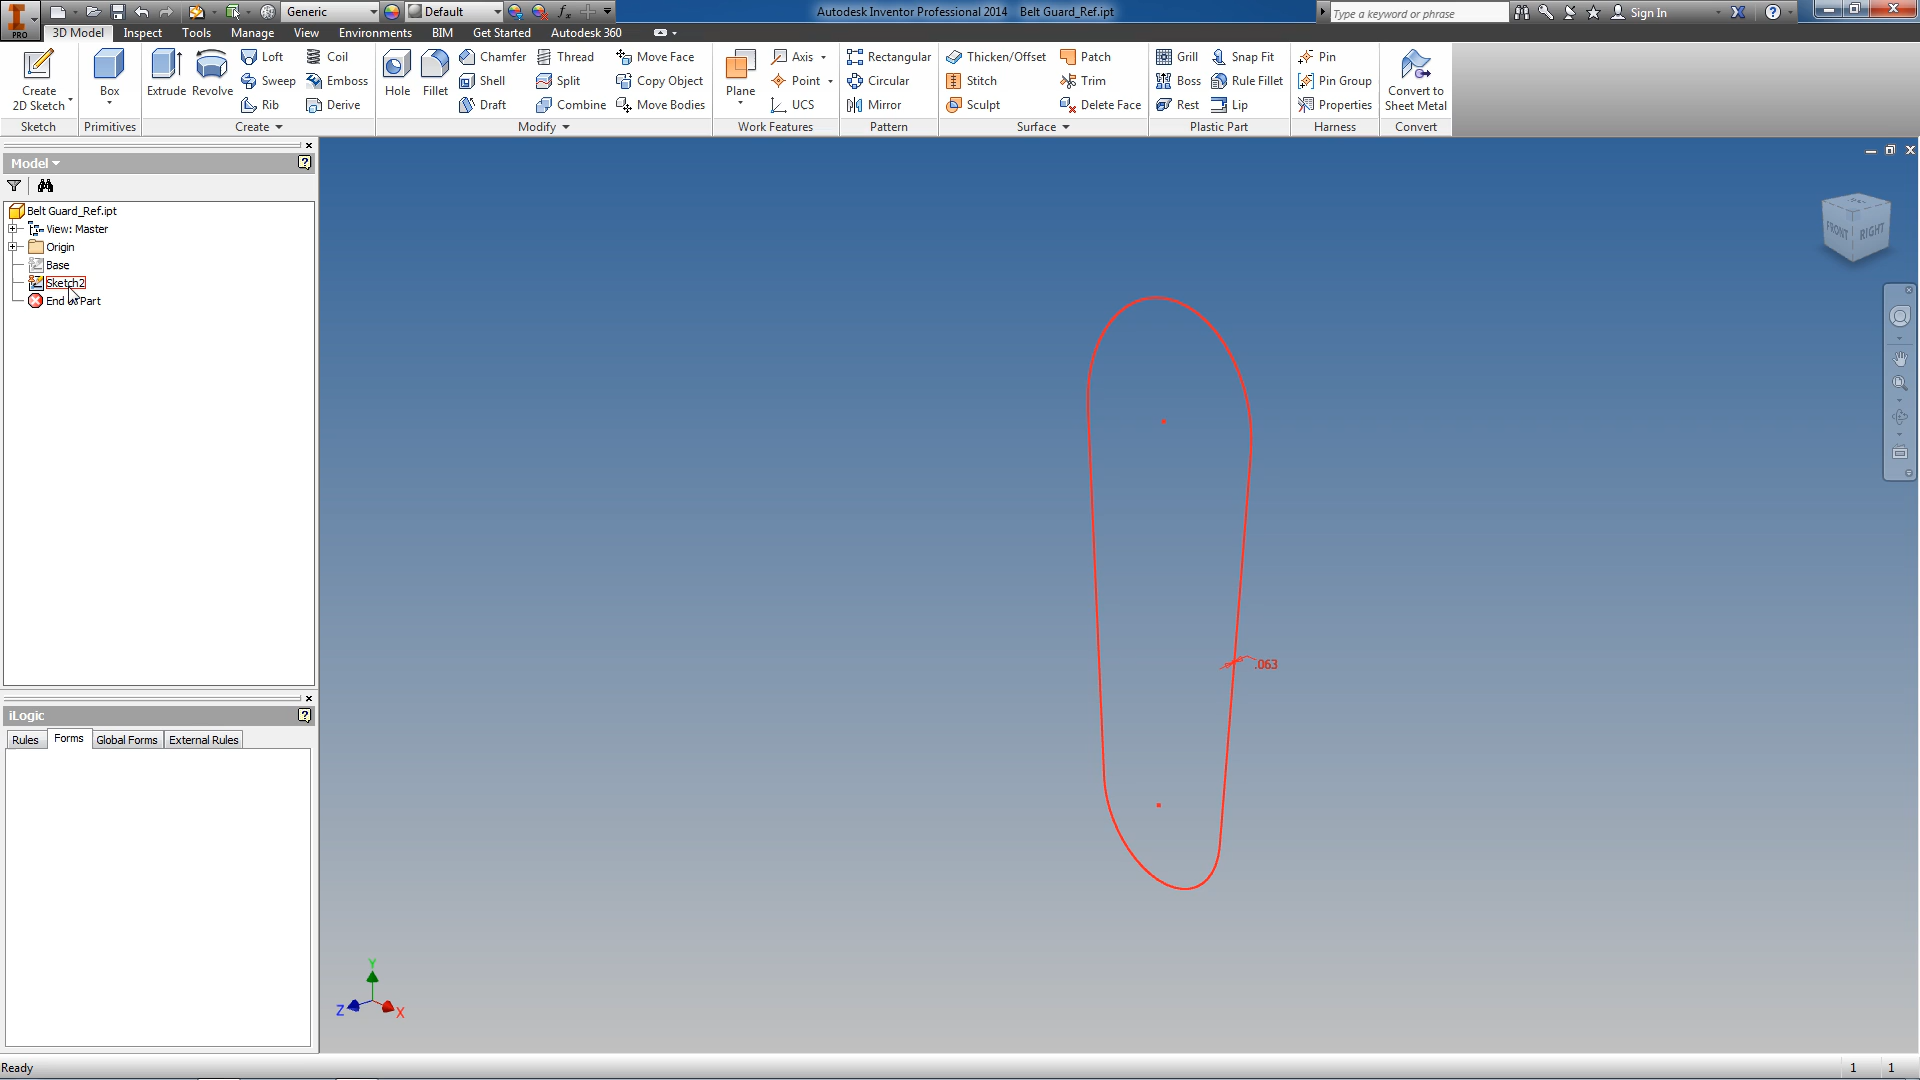 PRO
Generic
Default
Autodesk Inventor Professional 2014 Belt Guard_Ref.ipt
Type a keyword or phrase
Sign In
3D Model Inspect Tools Manage View Environments BIM Get Started Autodesk 360
Create
2D Sketch
Box
Extrude
Revolve
Loft
Coil
Sweep
Emboss
Rib
Derive
Hole
Fillet
Chamfer
Thread
Move Face
Shell
Split
Copy Object
Draft
Combine
Move Bodies
Plane
Axis
Point
UCS
Rectangular
Circular
Mirror
Thicken/Offset
Patch
Stitch
Trim
Sculpt
Delete Face
Grill
Snap Fit
Boss
Rule Fillet
Rest
Lip
Pin
Pin Group
Properties
Convert to
Sheet Metal
Sketch Primitives Create Modify Work Features Pattern Surface Plastic Part Harness Convert
Model
Belt Guard_Ref.ipt
View: Master
Origin
Base
Sketch2
End of Part
FRONT RIGHT
.063
iLogic
Rules Forms Global Forms External Rules
Y
Z
X
Ready
1 1